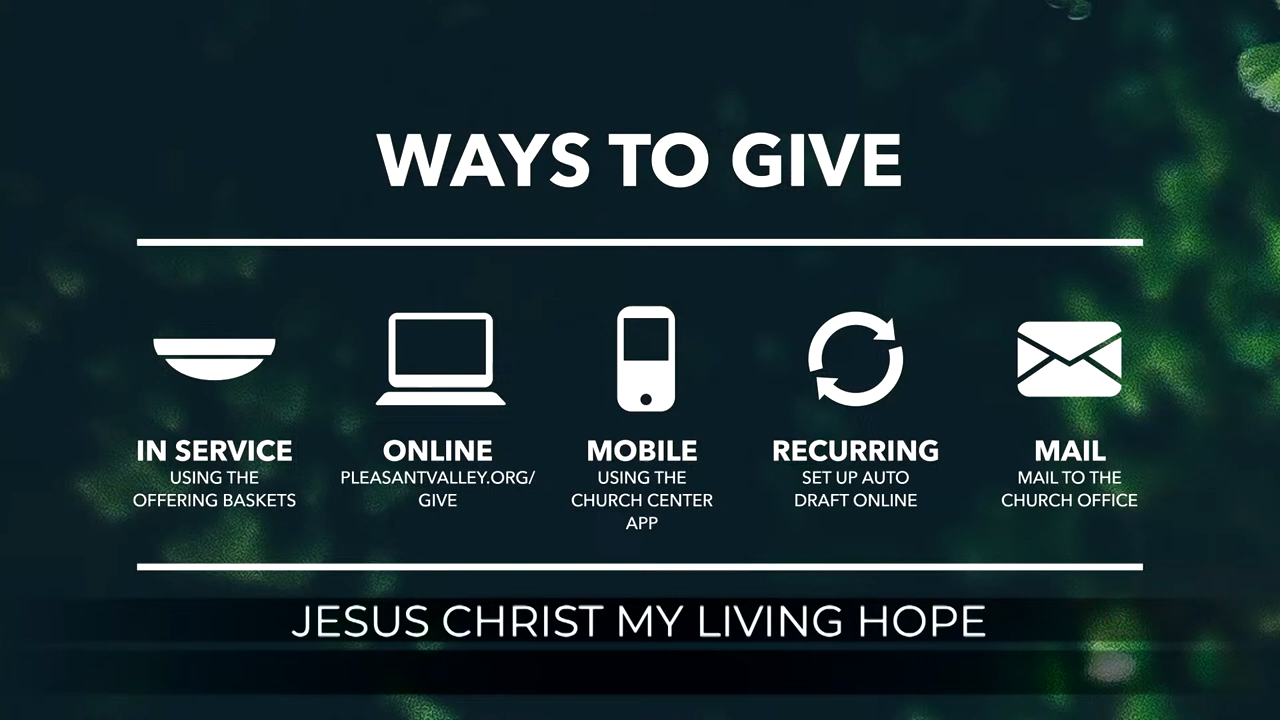 WAYS TO GIVE
IN SERVICE
USING THE
OFFERING BASKETS
ONLINE
PLEASANTVALLEY.ORG/
GIVE
MOBILE
USING THE
CHURCH CENTER
APP
RECURRING
SET UP AUTO
DRAFT ONLINE
MAIL
MAIL TO THE
CHURCH OFFICE
JESUS CHRIST MY LIVING HOPE